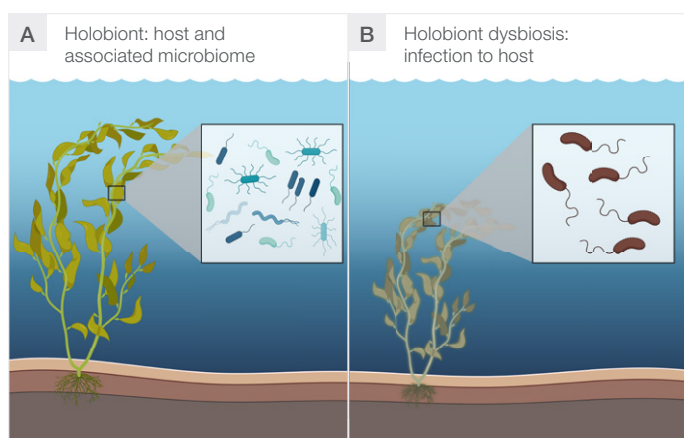 A
Holobiont: host and
associated microbiome
B
Holobiont dysbiosis:
infection to host